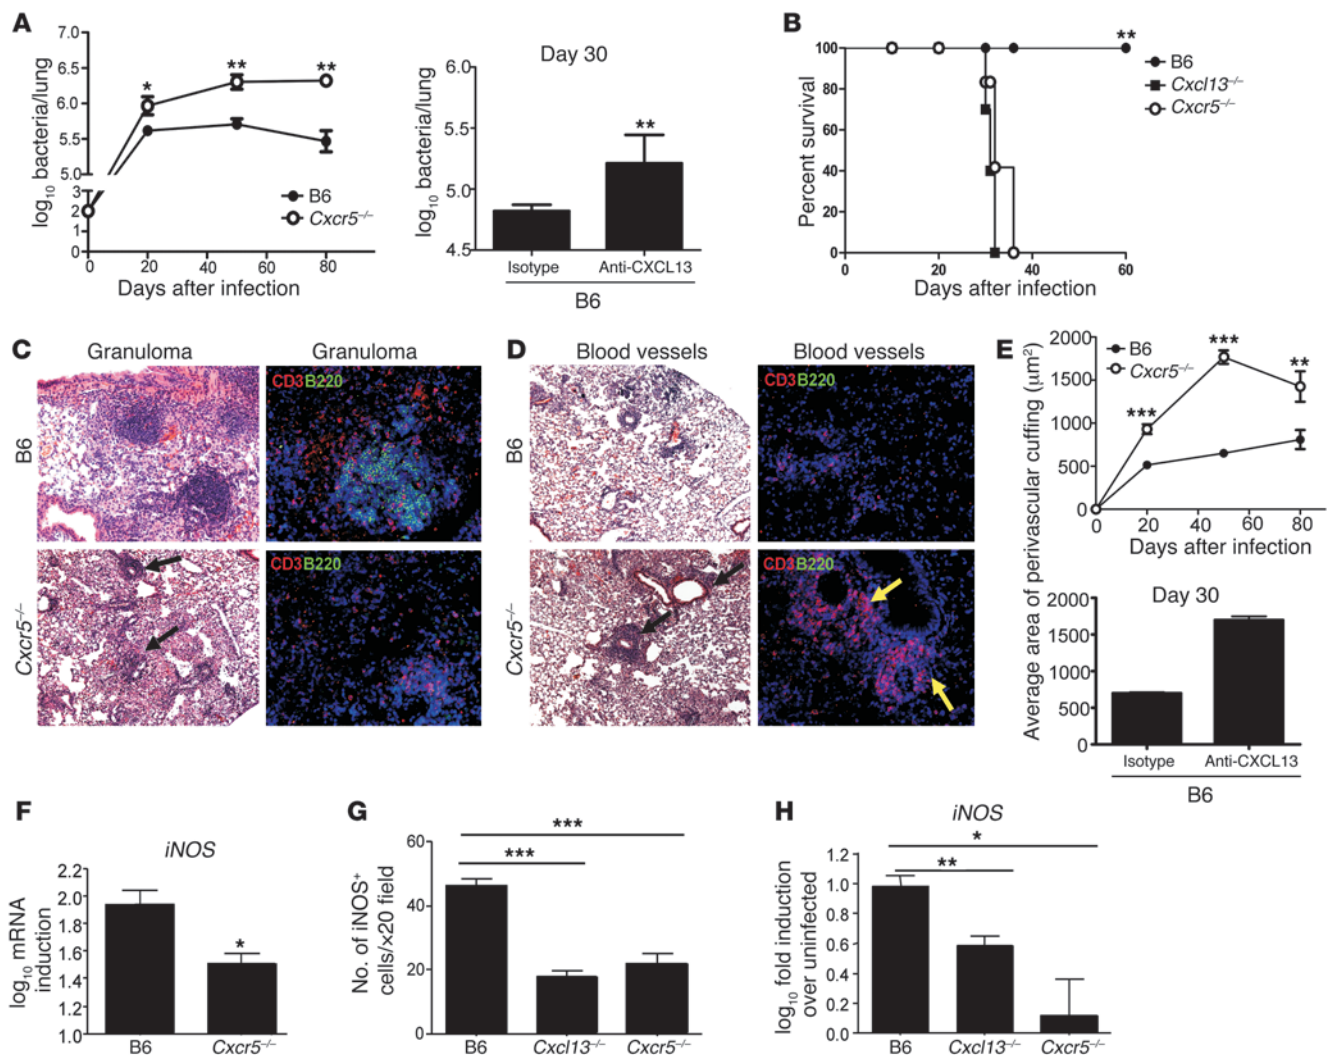 A
log10 bacteria/lung
7.0
6.5
6.0
5.5
5.0
3
2
1
0
* ** **
B6
Cxcr5–/–
0 20 40 60 80
Days after infection
Day 30
log10 bacteria/lung
6.0
5.5
5.0
4.5
**
Isotype Anti-CXCL13
B6
B
Percent survival
100
80
60
40
20
0
**
B6
Cxcl13–/–
Cxcr5–/–
0 20 40 60
Days after infection
C
Granuloma Granuloma
B6
CD3B220
Cxcr5–/–
CD3B220
D
Blood vessels Blood vessels
B6
CD3B220
Cxcr5–/–
CD3B220
E
Average area of perivascular cuffing (μm²)
2000
1500
1000
500
0
B6
Cxcr5–/–
*** *** **
0 20 40 60 80
Days after infection
Day 30
2000
1500
1000
500
0
Isotype Anti-CXCL13
B6
F
iNOS
log10 mRNA
induction
2.2
2.0
1.8
1.6
1.4
1.2
1.0
*
B6 Cxcr5–/–
G
No. of iNOS+
cells/×20 field
60
40
20
0
***
***
B6 Cxcl13–/– Cxcr5–/–
H
iNOS
log10 fold induction
over uninfected
1.2
1.0
0.8
0.6
0.4
0.2
0.0
*
**
B6 Cxcl13–/– Cxcr5–/–